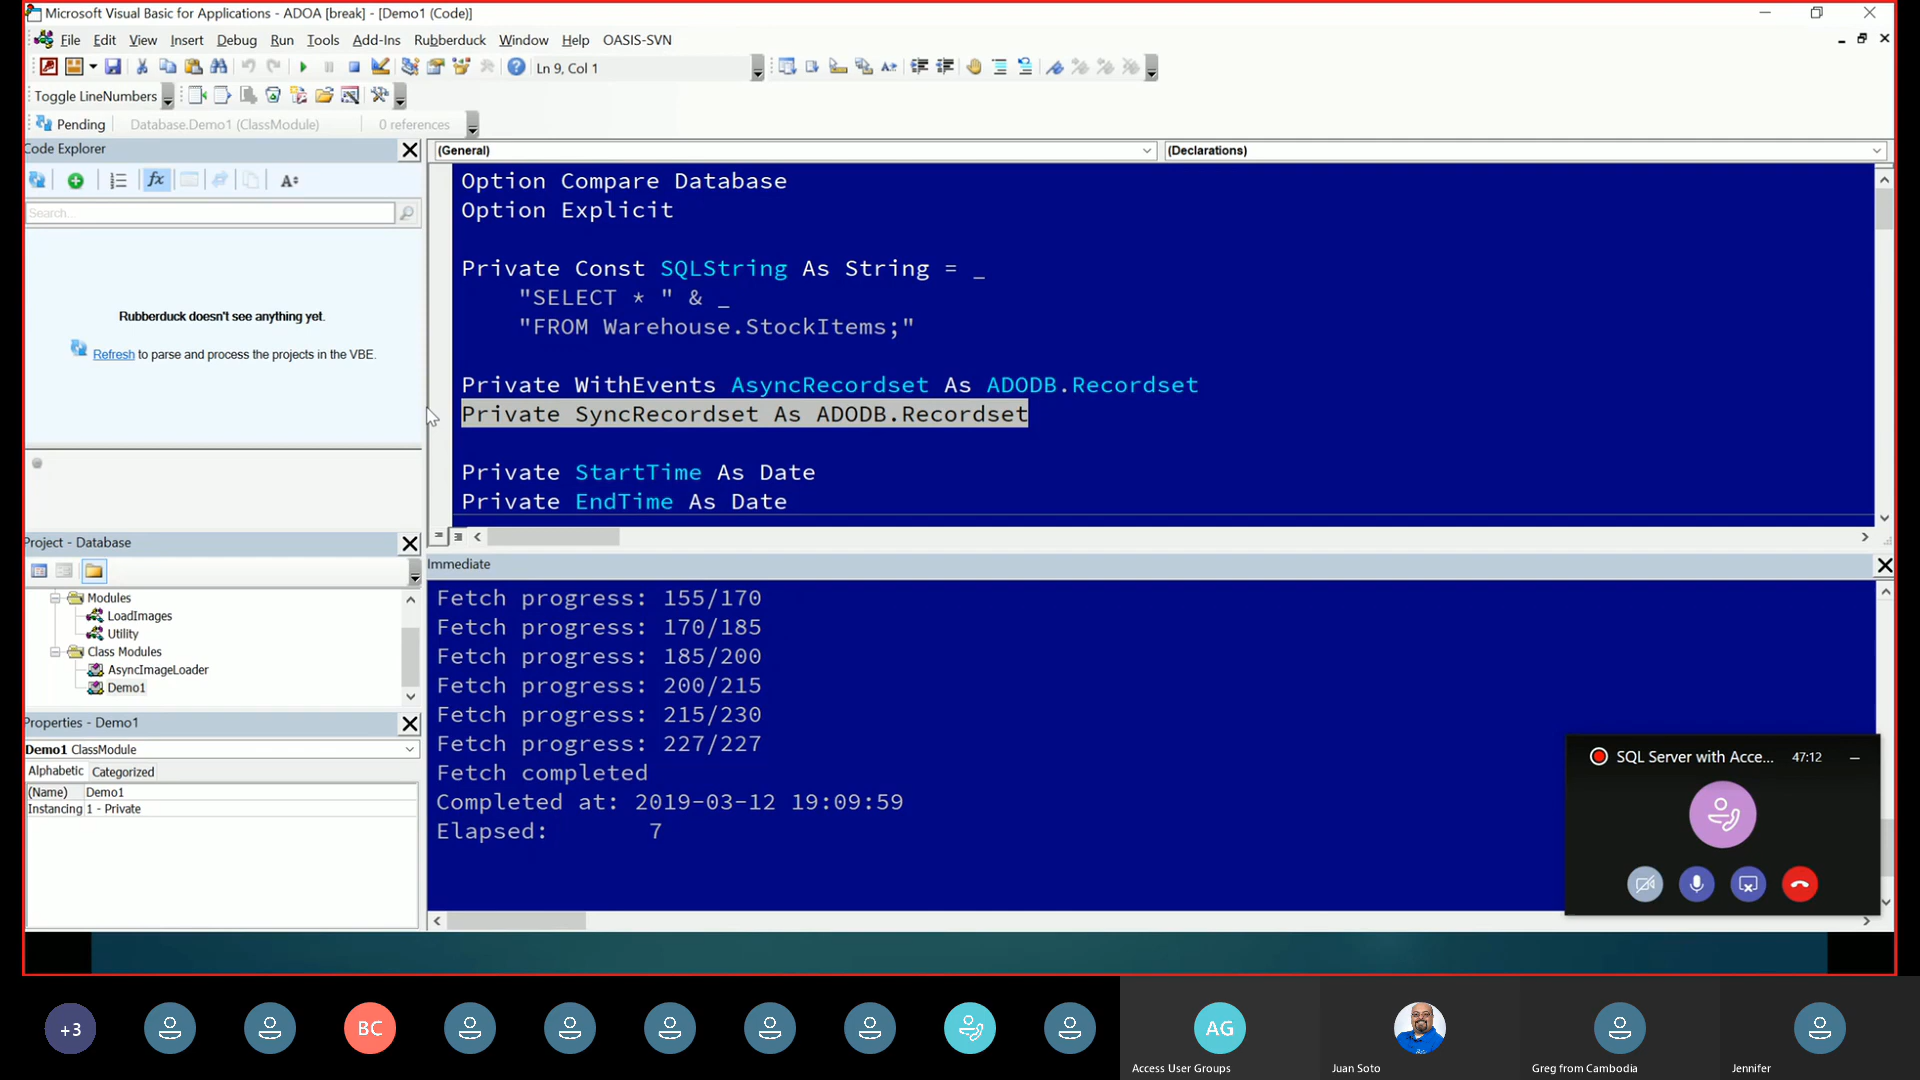 Microsoft Visual Basic for Applications - ADOA [break] - [Demo1 (Code)]
File Edit View Insert Debug Run Tools Add-Ins Rubberduck Window Help OASIS-SVN
Ln 9, Col 1
Toggle LineNumbers
Pending Database.Demo1 (ClassModule) 0 references
Code Explorer
Search...
Rubberduck doesn't see anything yet.
Refresh to parse and process the projects in the VBE.
(General) (Declarations)
Option Compare Database
Option Explicit
Private Const SQLString As String = _
"SELECT * " & _
"FROM Warehouse.StockItems;"
Private WithEvents AsyncRecordset As ADODB.Recordset
Private SyncRecordset As ADODB.Recordset
Private StartTime As Date
Private EndTime As Date
Project - Database
Modules
LoadImages
Utility
Class Modules
AsyncImageLoader
Demo1
Properties - Demo1
Demo1 ClassModule
Alphabetic Categorized
(Name) Demo1
Instancing 1 - Private
Immediate
Fetch progress: 155/170
Fetch progress: 170/185
Fetch progress: 185/200
Fetch progress: 200/215
Fetch progress: 215/230
Fetch progress: 227/227
Fetch completed
Completed at: 2019-03-12 19:09:59
Elapsed: 7
SQL Server with Acce... 47:12
+3
BC
AG
Access User Groups
Juan Soto
Greg from Cambodia
Jennifer